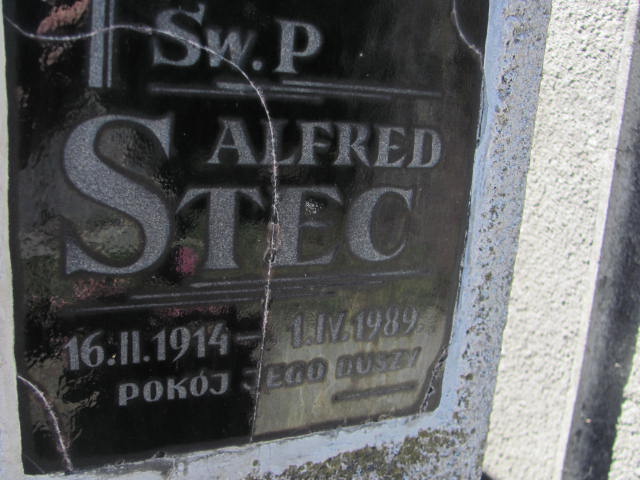 Św. P
ALFRED
STEC
16.II.1914 – 1.IV.1989
POKÓJ JEGO DUSZY